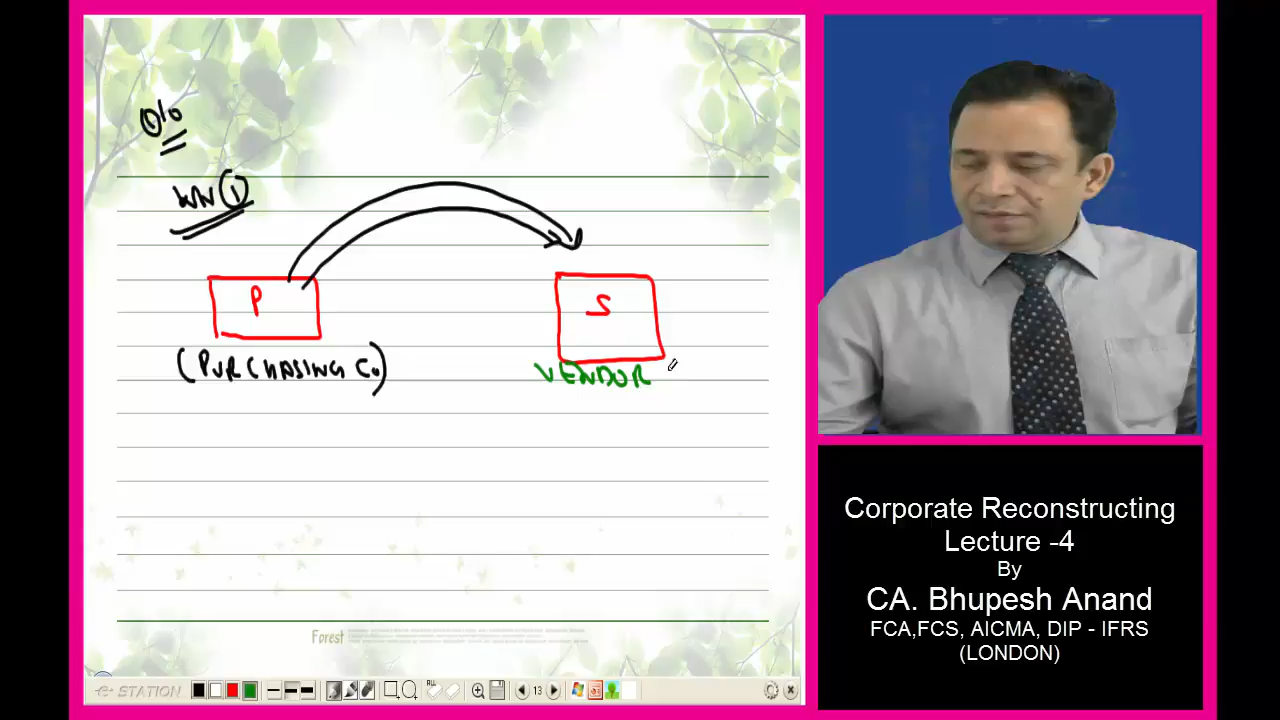 WN 1
P
S
(PURCHASING Co)
VENDOR
Forest
e-STATION
13
Corporate Reconstructing
Lecture -4
By
CA. Bhupesh Anand
FCA,FCS, AICMA, DIP - IFRS
(LONDON)